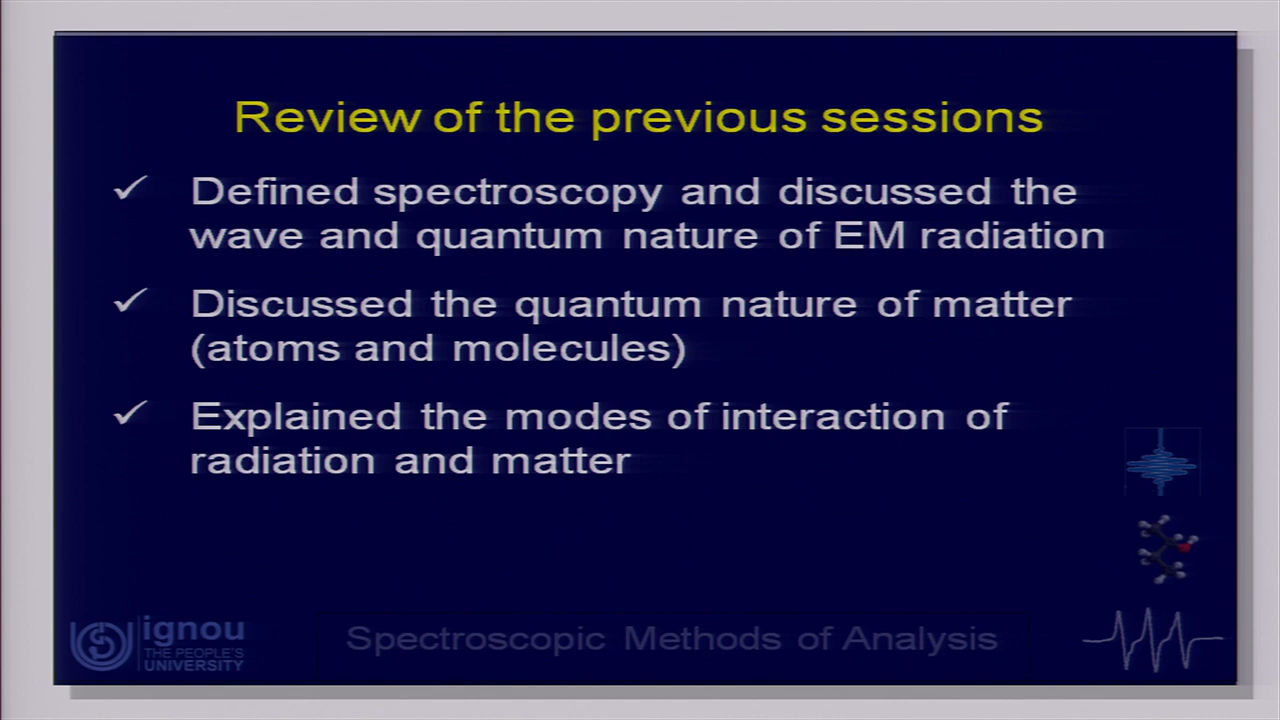 Review of the previous sessions
✓ Defined spectroscopy and discussed the
wave and quantum nature of EM radiation
✓ Discussed the quantum nature of matter
(atoms and molecules)
✓ Explained the modes of interaction of
radiation and matter
ignou
THE PEOPLE'S
UNIVERSITY
Spectroscopic Methods of Analysis